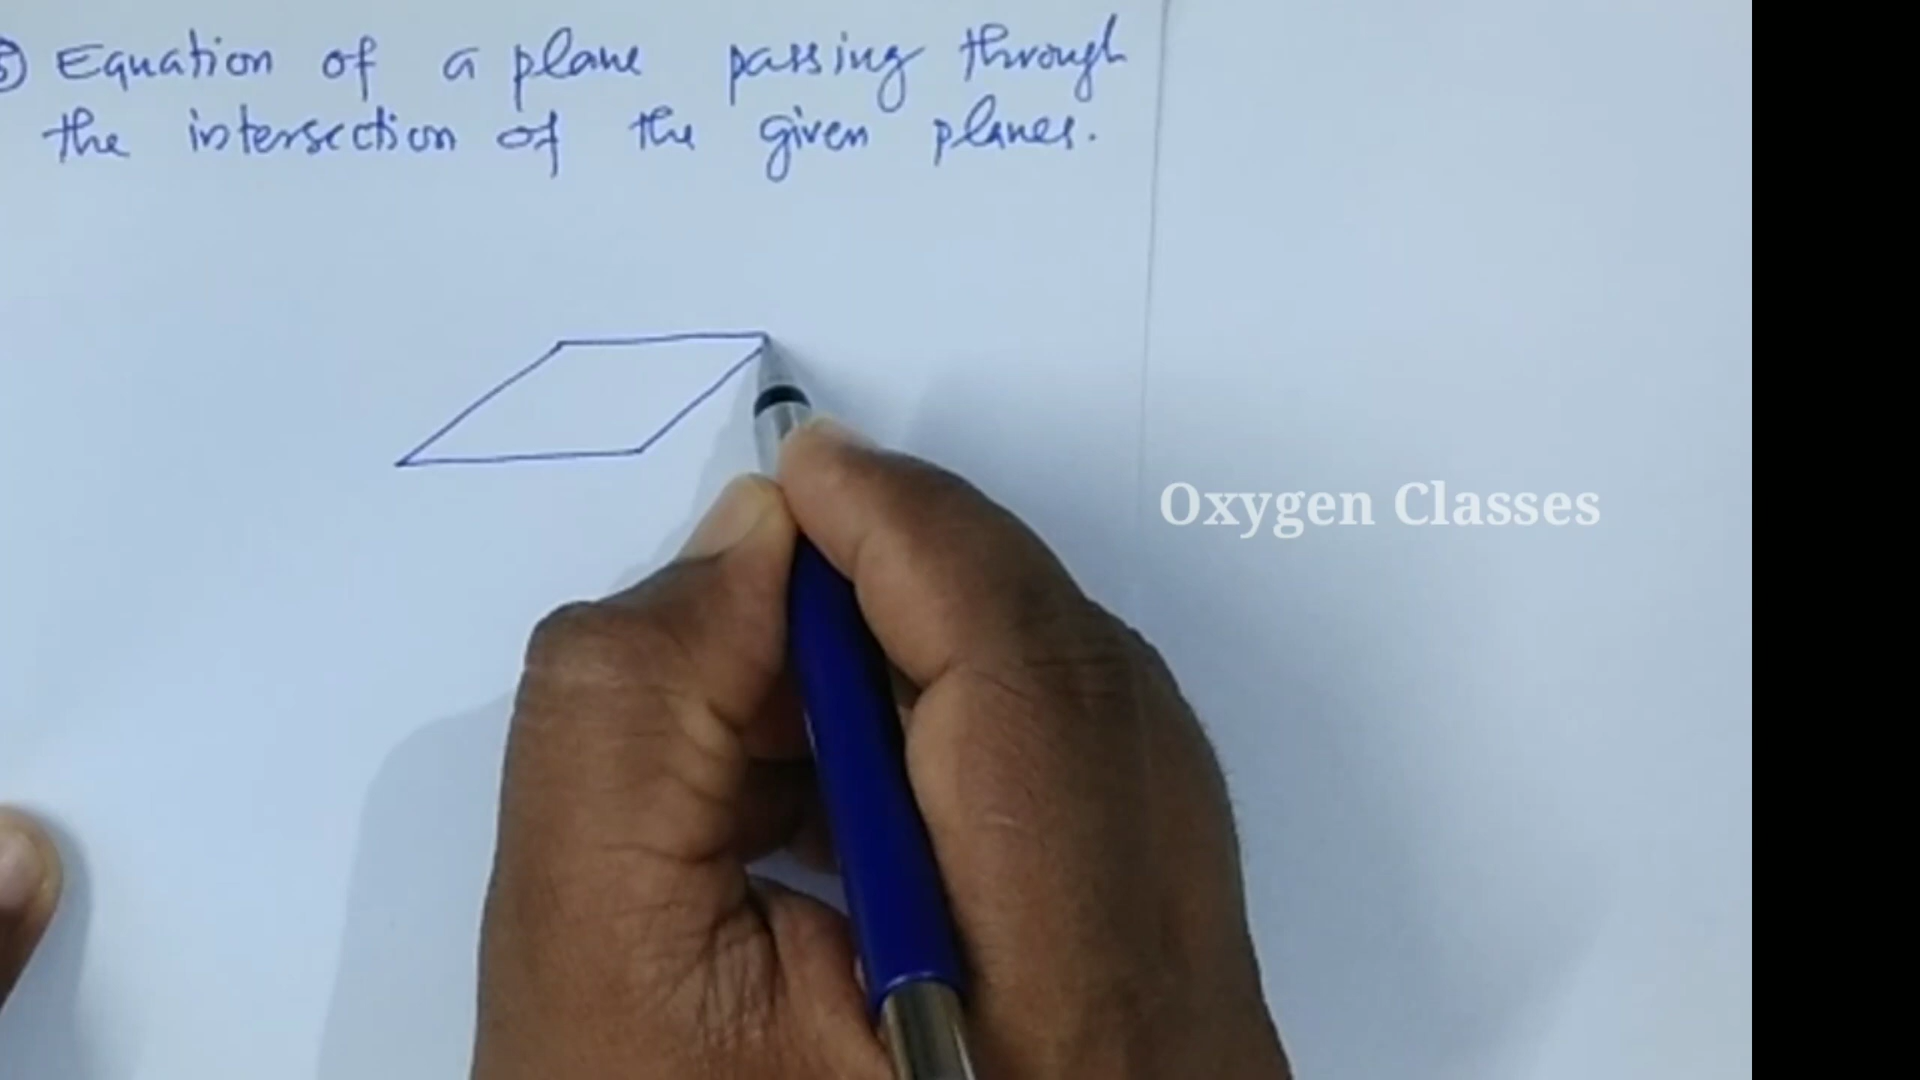 Equation of a plane passing through
the intersection of the given planes.
Oxygen Classes